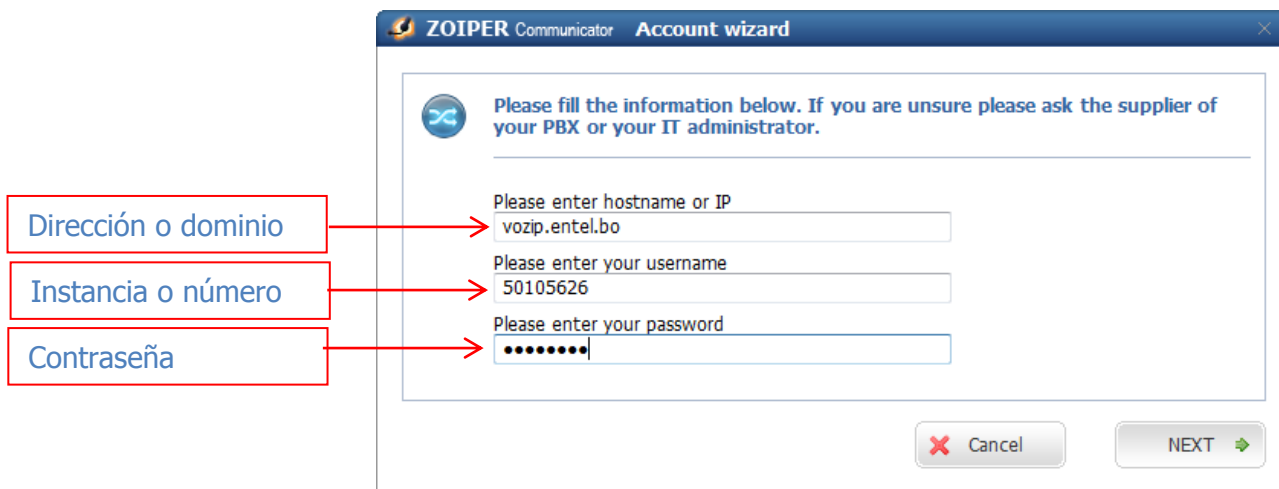 ZOIPER Communicator Account wizard
Please fill the information below. If you are unsure please ask the supplier of
your PBX or your IT administrator.
Please enter hostname or IP
Dirección o dominio
vozip.entel.bo
Please enter your username
Instancia o número
50105626
Please enter your password
Contraseña
••••••••
Cancel
NEXT